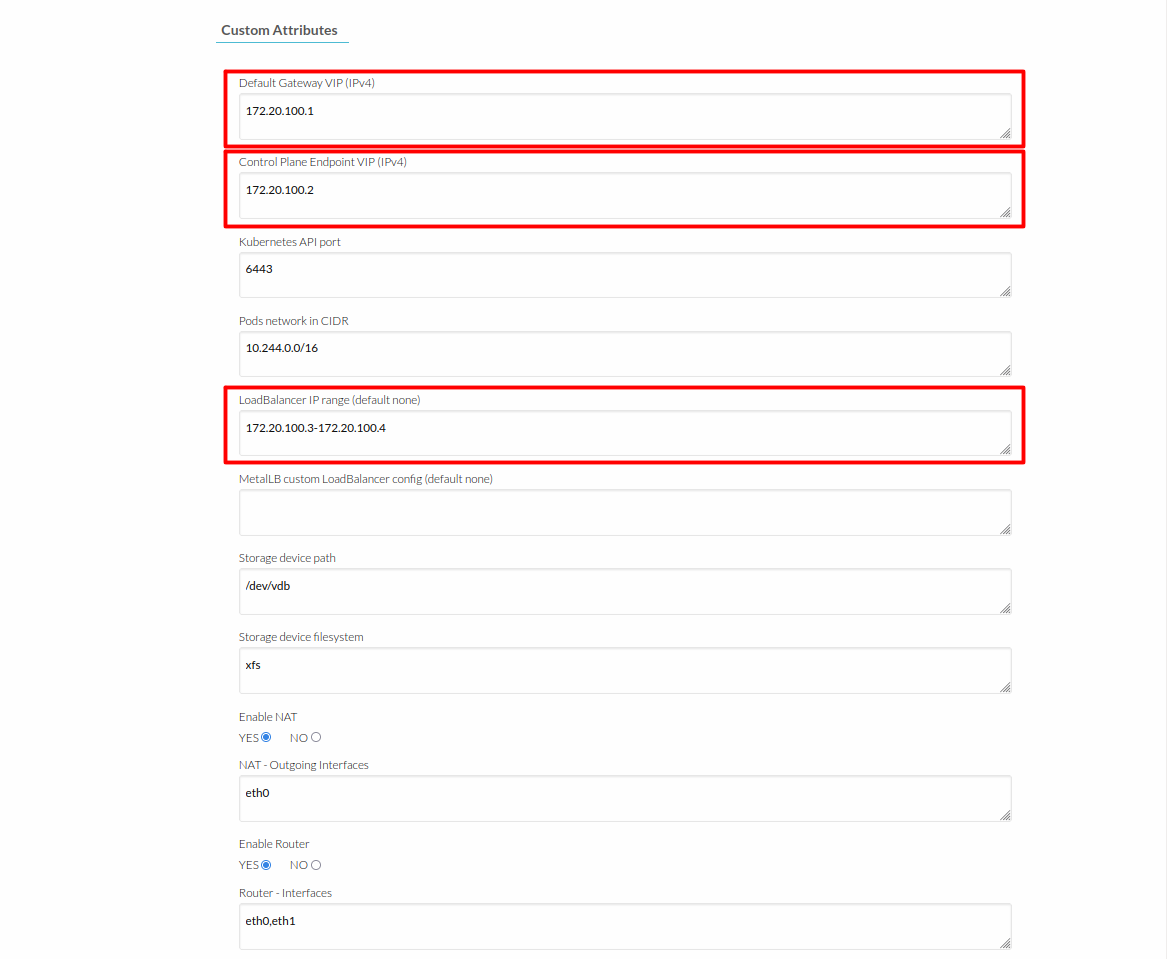 Custom Attributes
Default Gateway VIP (IPv4)
172.20.100.1
Control Plane Endpoint VIP (IPv4)
172.20.100.2
Kubernetes API port
6443
Pods network in CIDR
10.244.0.0/16
LoadBalancer IP range (default none)
172.20.100.3-172.20.100.4
MetalLB custom LoadBalancer config (default none)
Storage device path
/dev/vdb
Storage device filesystem
xfs
Enable NAT
YES NO
NAT - Outgoing Interfaces
eth0
Enable Router
YES NO
Router - Interfaces
eth0,eth1